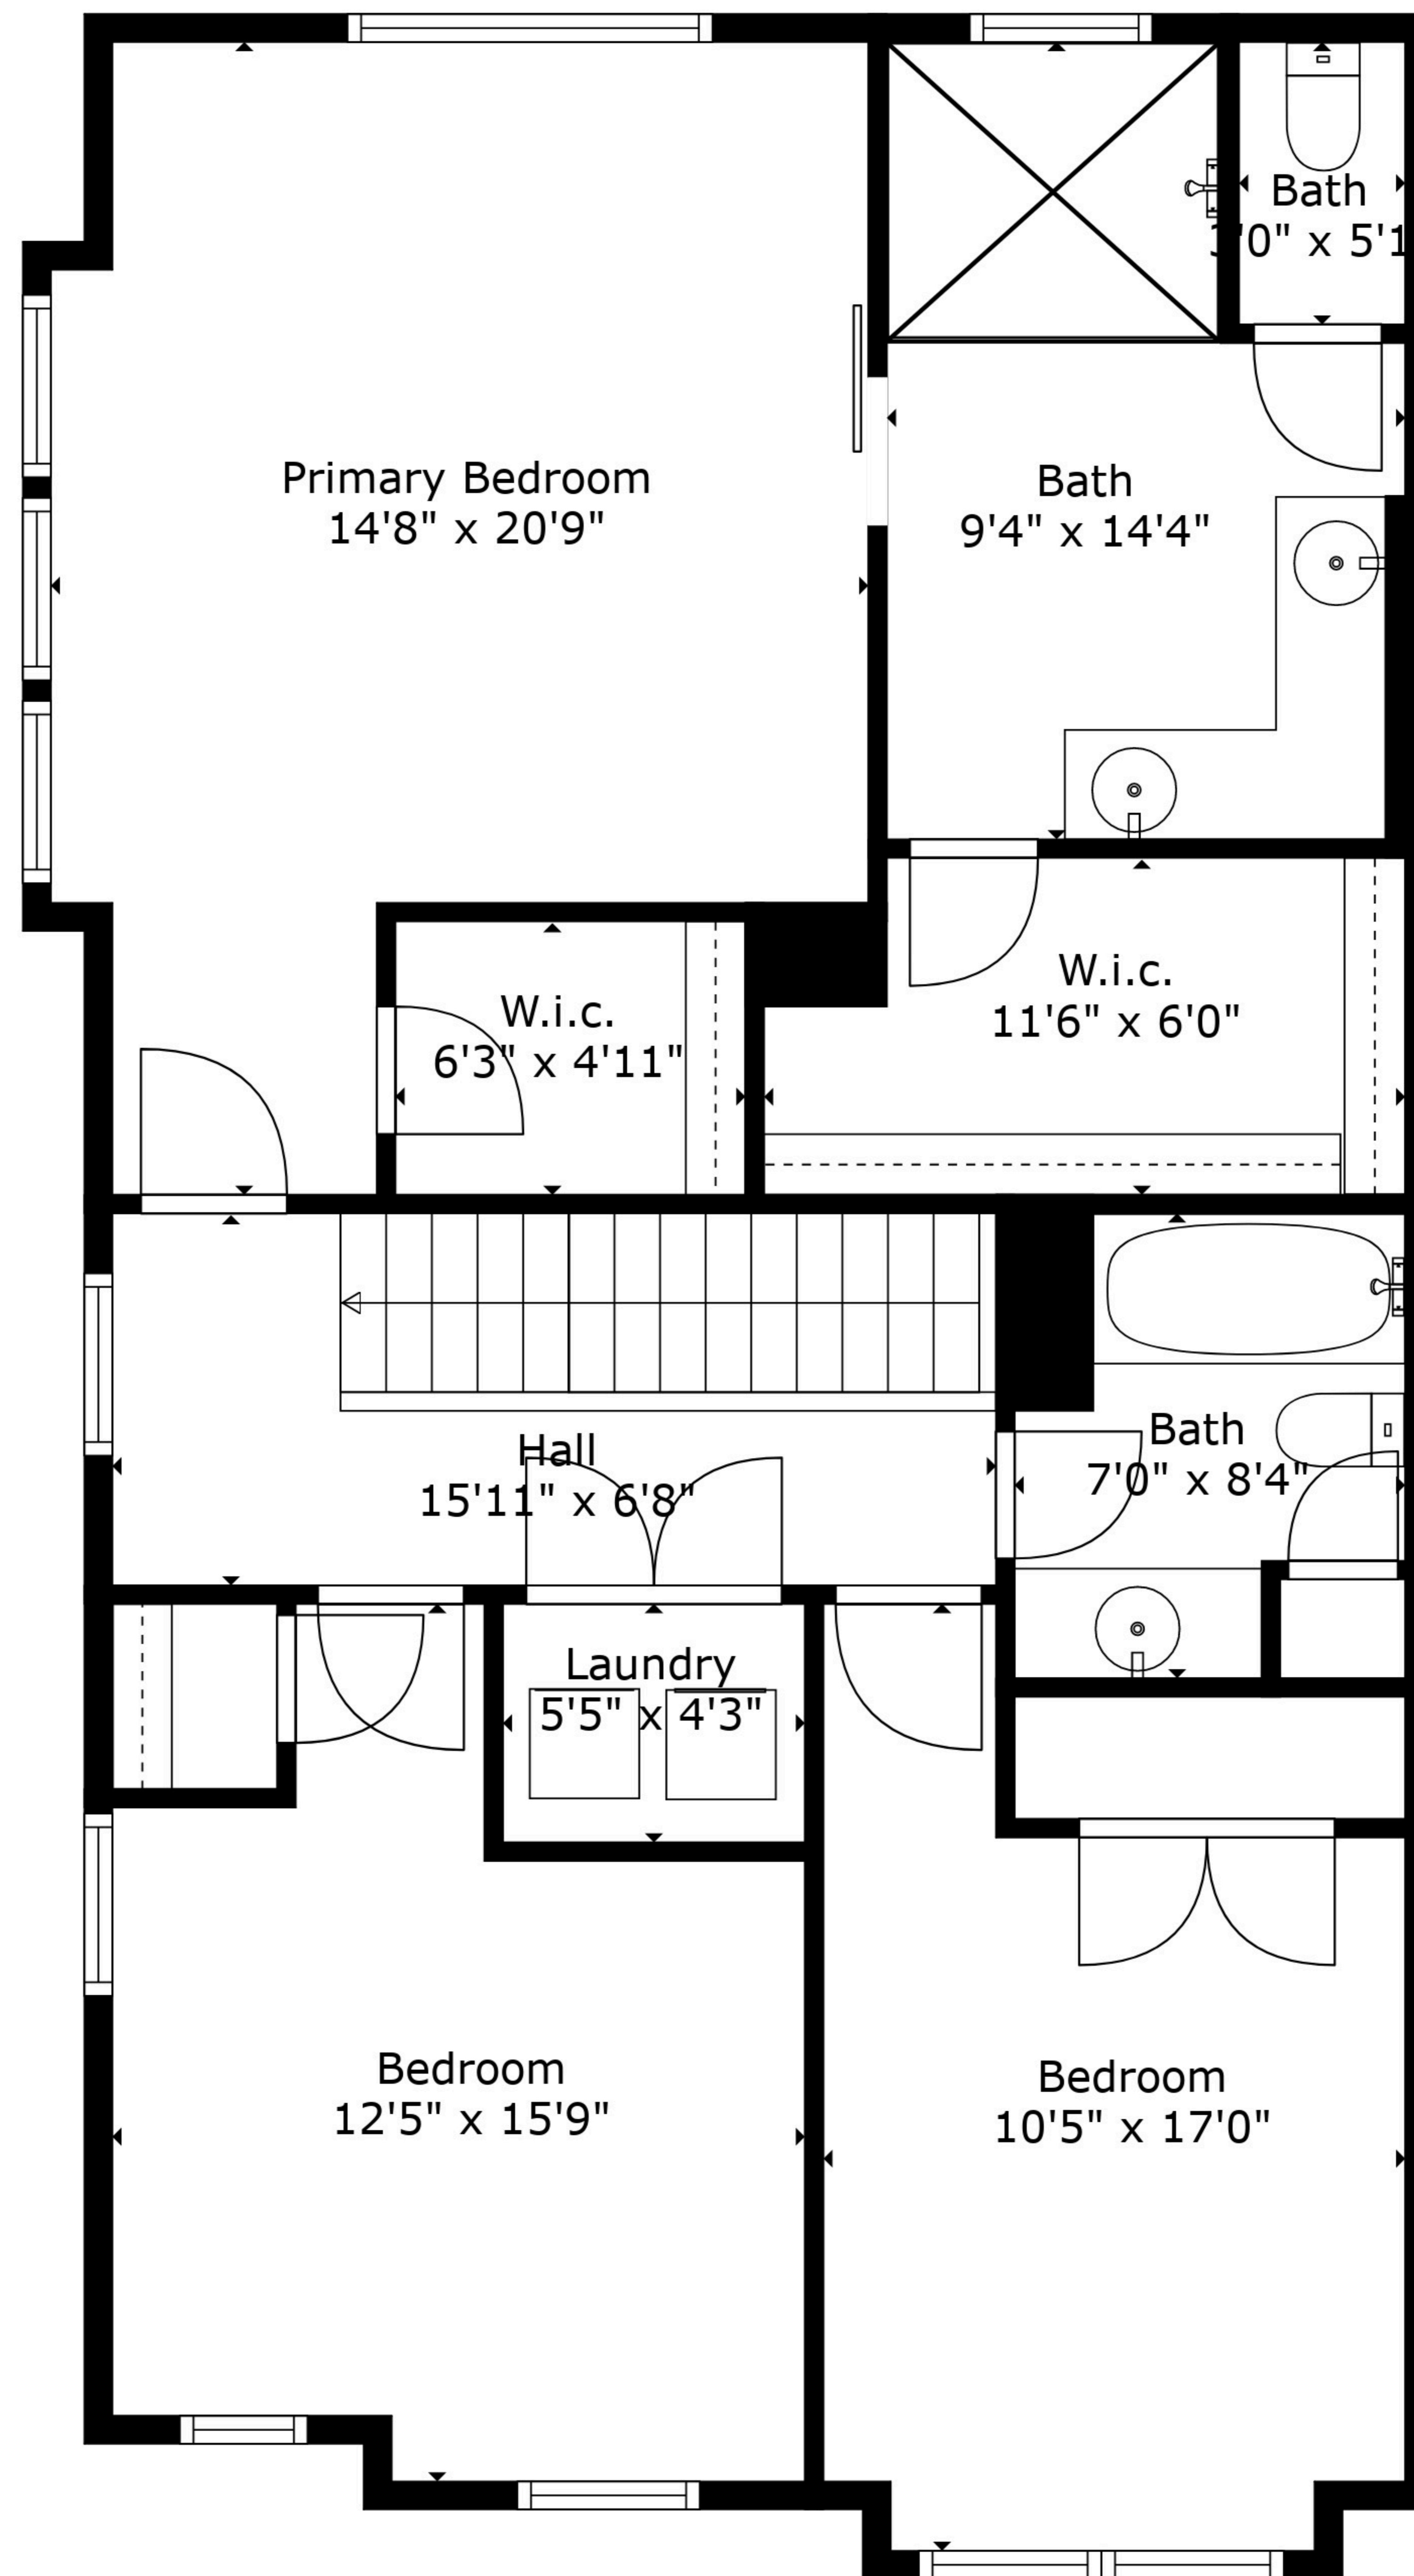 Bath
5'1
Primary Bedroom
14'8" x 20'9"
Bath
9'4" x 14'4"
W.i.c.
6'3" x 4'11"
W.i.c.
11'6" x 6'0"
Hall
15'11" x 6'8"
Bath
7'0" x 8'4"
Laundry
5'5" x 4'3"
Bedroom
12'5" x 15'9"
Bedroom
10'5" x 17'0"